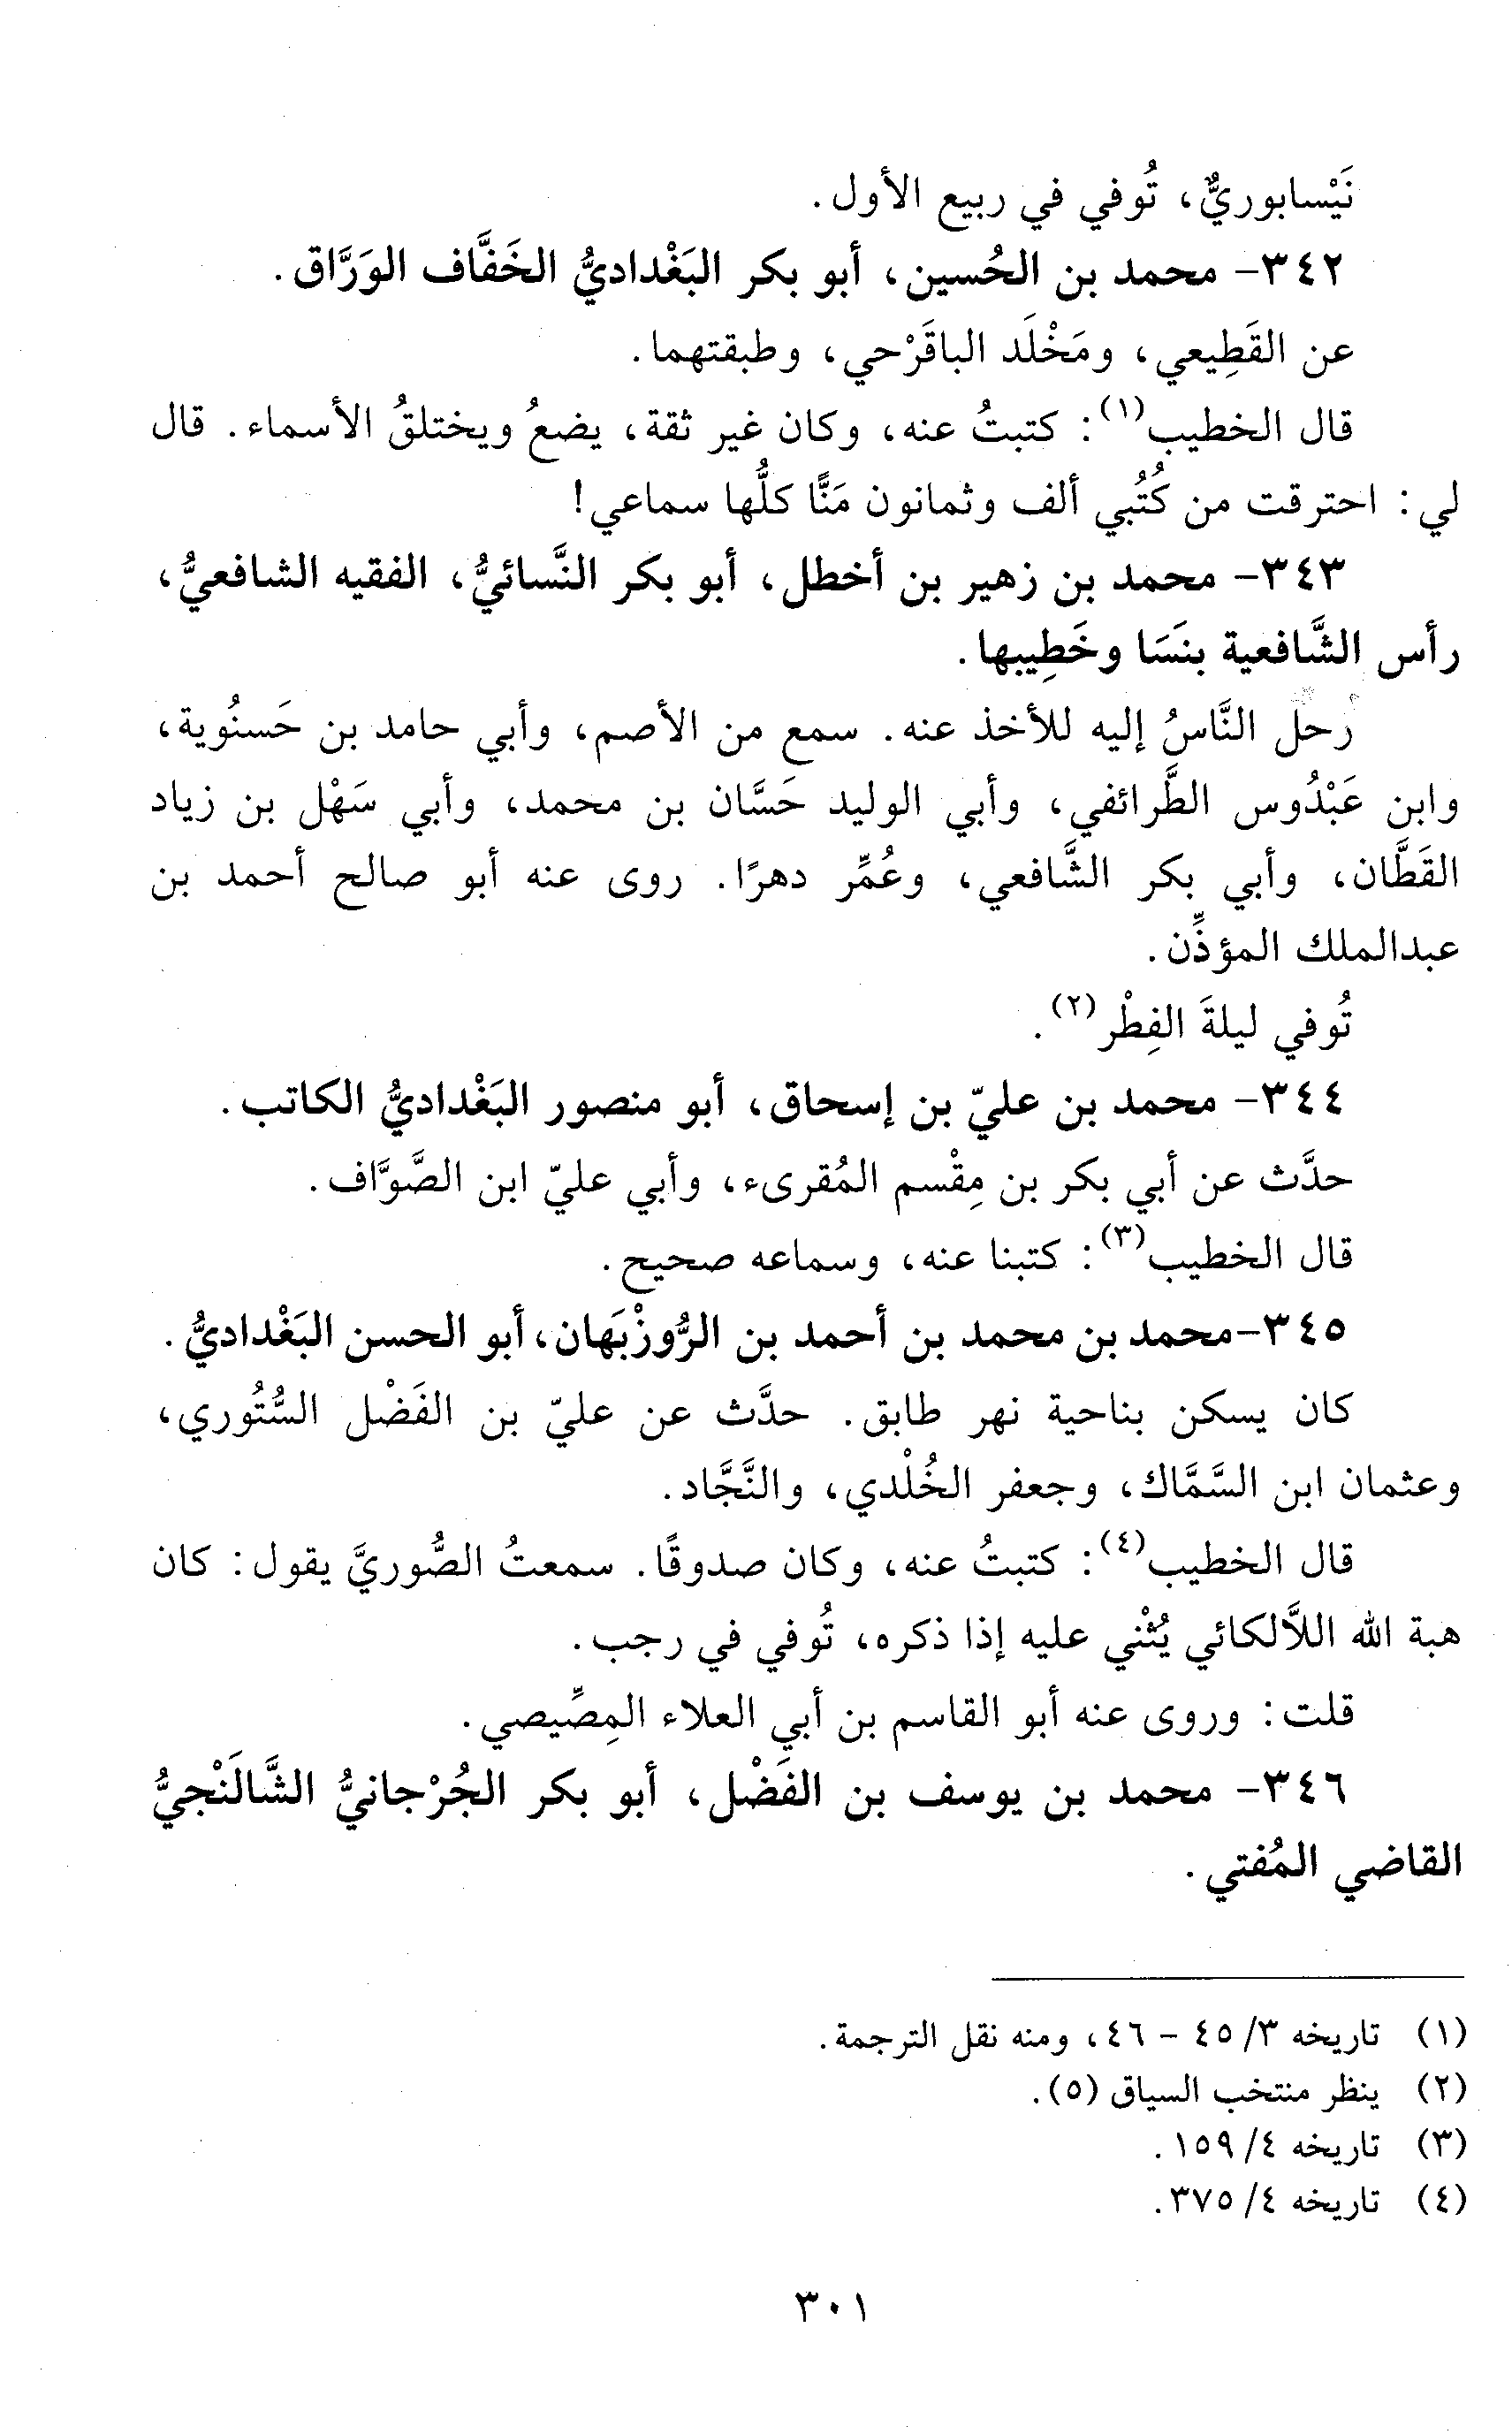 نَيْسابوريٌّ، تُوفي في ربيع الأول.
٣٤٢- محمد بن الحُسين، أبو بكر البَغْداديُّ الخَفَّاف الوَرَّاق.
عن القَطِيعي، ومَخْلَد الباقَرْحي، وطبقتهما.
قال الخطيب(١): كتبتُ عنه، وكان غير ثقة، يضعُ ويختلقُ الأسماء. قال
لي: احترقت من كُتُبي ألف وثمانون مَنًّا كلُّها سماعي!
٣٤٣- محمد بن زهير بن أخطل، أبو بكر النَّسائيُّ، الفقيه الشافعيُّ،
رأس الشَّافعية بنَسَا وخَطِيبها.
رحل النَّاسُ إليه للأخذ عنه. سمع من الأصم، وأبي حامد بن حَسنُوية،
وابن عَبْدُوس الطَّرائفي، وأبي الوليد حَسَّان بن محمد، وأبي سَهْل بن زياد
القَطَّان، وأبي بكر الشَّافعي، وعُمِّر دهرًا. روى عنه أبو صالح أحمد بن
عبدالملك المؤذِّن.
تُوفي ليلةَ الفِطْر(٢).
٣٤٤- محمد بن عليّ بن إسحاق، أبو منصور البَغْداديُّ الكاتب.
حدَّث عن أبي بكر بن مِقْسم المُقرىء، وأبي عليّ ابن الصَّوَّاف.
قال الخطيب(٣): كتبنا عنه، وسماعه صحيح.
٣٤٥-محمد بن محمد بن أحمد بن الرُّوزْبَهان، أبو الحسن البَغْداديُّ.
كان يسكن بناحية نهر طابق. حدَّث عن عليّ بن الفَضْل السُّتُوري،
وعثمان ابن السَّمَّاك، وجعفر الخُلْدي، والنَّجَّاد.
قال الخطيب(٤): كتبتُ عنه، وكان صدوقًا. سمعتُ الصُّوريَّ يقول: كان
هبة الله اللاَّلكائي يُثْني عليه إذا ذكره، تُوفي في رجب.
قلت: وروى عنه أبو القاسم بن أبي العلاء المِصِّيصي.
٣٤٦- محمد بن يوسف بن الفَضْل، أبو بكر الجُرْجانيُّ الشَّالَنْجيُّ
القاضي المُفتي.
(١) تاريخه ٣/ ٤٥ - ٤٦، ومنه نقل الترجمة.
(٢) ينظر منتخب السياق (٥).
(٣) تاريخه ٤/ ١٥٩.
(٤) تاريخه ٤/ ٣٧٥.
٣٠١